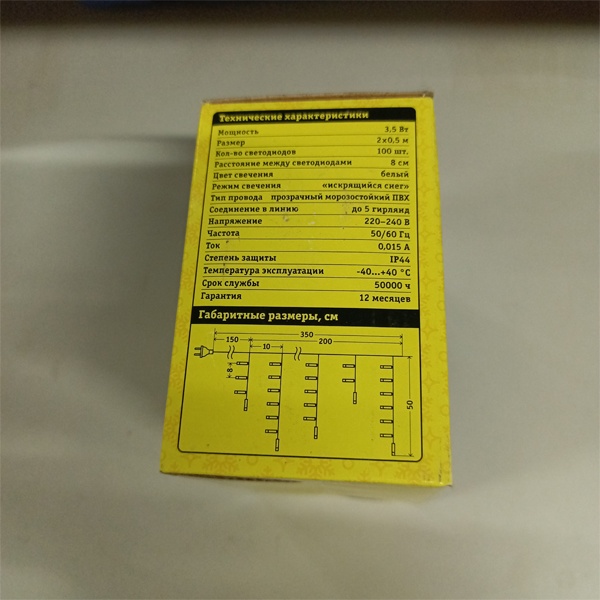 Технические характеристики
Мощность 3,5 Вт
Размер 2×0,5 м
Кол-во светодиодов 100 шт.
Расстояние между светодиодами 8 см
Цвет свечения белый
Режим свечения «искрящийся снег»
Тип провода прозрачный морозостойкий ПВХ
Соединение в линию до 5 гирлянд
Напряжение 220–240 В
Частота 50/60 Гц
Ток 0,015 А
Степень защиты IP44
Температура эксплуатации -40...+40 °С
Срок службы 50000 ч
Гарантия 12 месяцев
Габаритные размеры, см
350
150 200
10
8
50